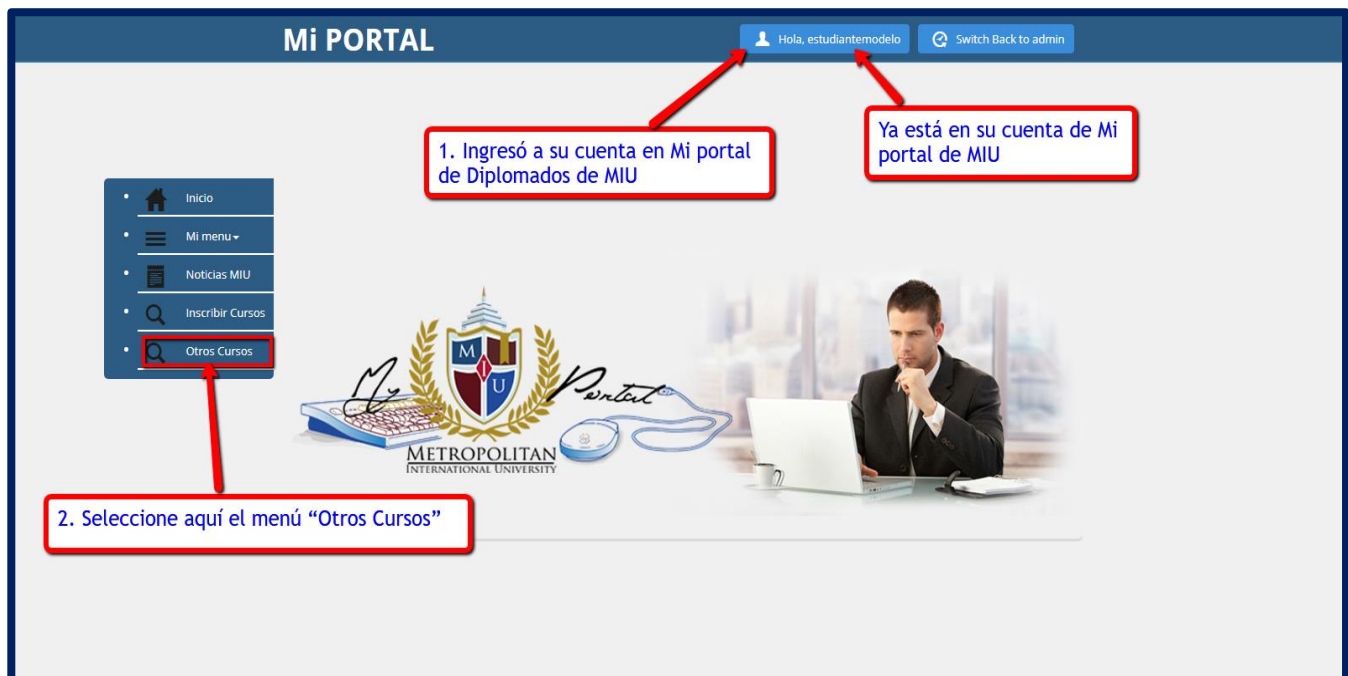 Mi PORTAL
Hola, estudiantemodelo
Switch Back to admin
1. Ingresó a su cuenta en Mi portal
de Diplomados de MIU
Ya está en su cuenta de Mi
portal de MIU
Inicio
Mi menu
Noticias MIU
Inscribir Cursos
Otros Cursos
My
M
I
U
Portal
METROPOLITAN
INTERNATIONAL UNIVERSITY
2. Seleccione aquí el menú “Otros Cursos”